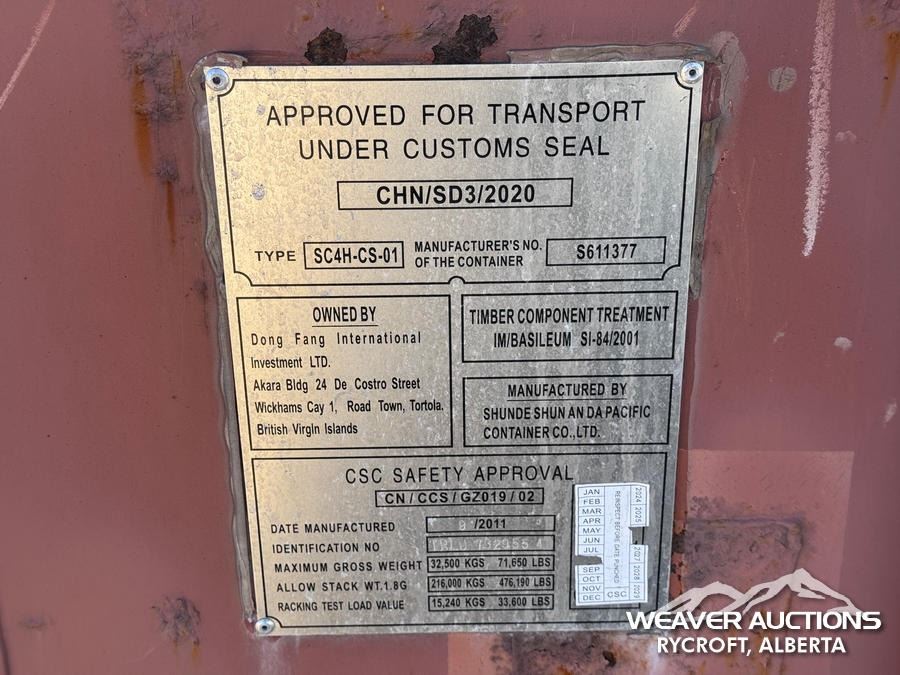 APPROVED FOR TRANSPORT
UNDER CUSTOMS SEAL
CHN/SD3/2020
TYPE SC4H-CS-01 MANUFACTURER'S NO. OF THE CONTAINER S611377
OWNED BY
Dong Fang International
Investment LTD.
Akara Bldg 24 De Costro Street
Wickhams Cay 1, Road Town, Tortola.
British Virgin Islands
TIMBER COMPONENT TREATMENT
IM/BASILEUM SI-84/2001
MANUFACTURED BY
SHUNDE SHUN AN DA PACIFIC
CONTAINER CO.,LTD.
CSC SAFETY APPROVAL
CN/CCS/GZ019/02
DATE MANUFACTURED /2011
IDENTIFICATION NO
MAXIMUM GROSS WEIGHT 32,500 KGS 71,650 LBS
ALLOW STACK WT.1.8G 216,000 KGS 476,190 LBS
RACKING TEST LOAD VALUE 15,240 KGS 33,600 LBS
JAN
FEB
MAR
APR
MAY
JUN
JUL
SEP
OCT
NOV
DEC
REINSPECT BEFORE DATE PUNCHED
CSC
2024 2025
2027 2028 2029
WEAVER AUCTIONS
RYCROFT, ALBERTA